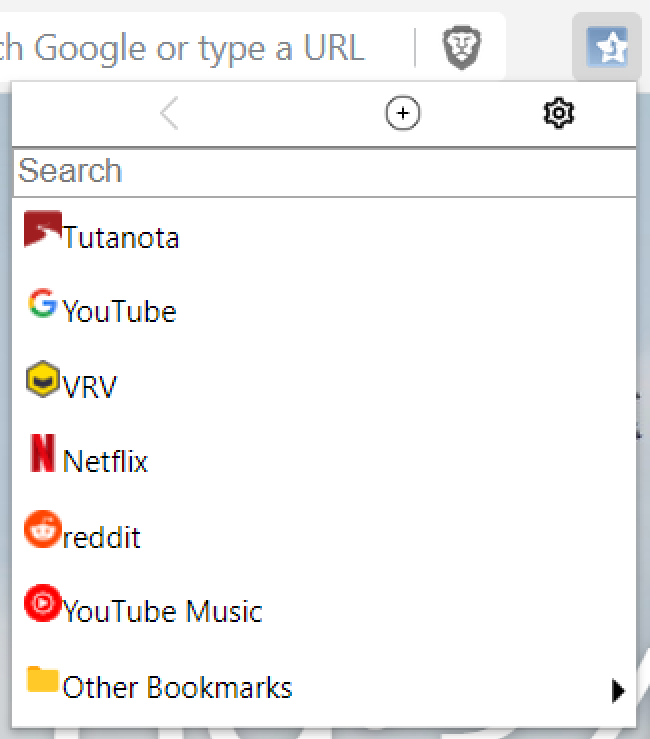 ch Google or type a URL
Search
Tutanota
YouTube
VRV
Netflix
reddit
YouTube Music
Other Bookmarks